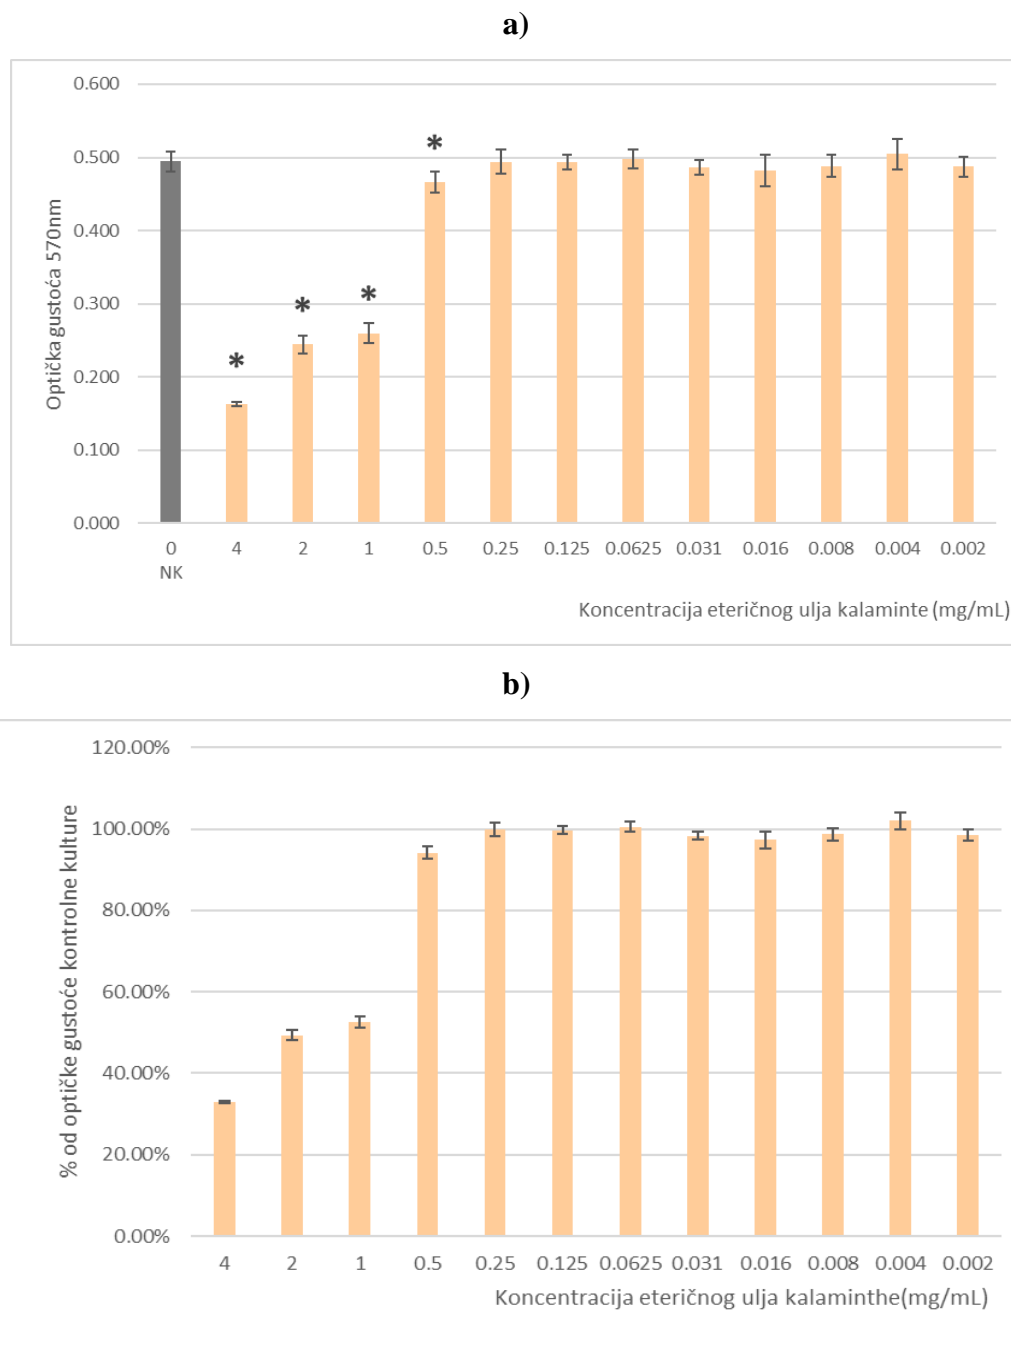 a)
0.600
0.500
0.400
0.300
0.200
0.100
0.000
Optička gustoća 570nm
* * * *
0 4 2 1 0.5 0.25 0.125 0.0625 0.031 0.016 0.008 0.004 0.002
NK
Koncentracija eteričnog ulja kalaminte (mg/mL)
b)
120.00%
100.00%
80.00%
60.00%
40.00%
20.00%
0.00%
% od optičke gustoće kontrolne kulture
4 2 1 0.5 0.25 0.125 0.0625 0.031 0.016 0.008 0.004 0.002
Koncentracija eteričnog ulja kalaminthe(mg/mL)